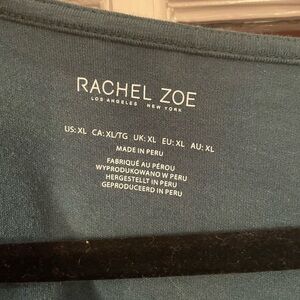 RACHEL ZOE
LOS ANGELES NEW YORK
US: XL CA: XL/TG UK: XL EU: XL AU: XL
MADE IN PERU
FABRIQUÉ AU PÉROU
WYPRODUKOWANO W PERU
HERGESTELLT IN PERU
GEPRODUCEERD IN PERU